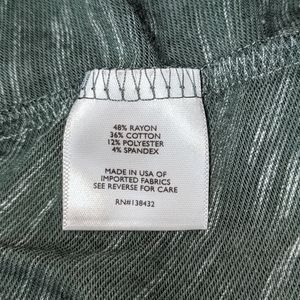 48% RAYON
36% COTTON
12% POLYESTER
4% SPANDEX
MADE IN USA OF
IMPORTED FABRICS
SEE REVERSE FOR CARE
RN#138432